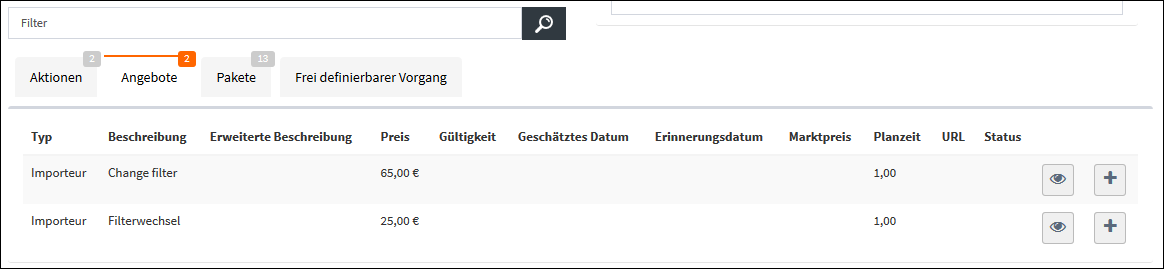 Filter
2 2 13
Aktionen Angebote Pakete Frei definierbarer Vorgang
Typ Beschreibung Erweiterte Beschreibung Preis Gültigkeit Geschätztes Datum Erinnerungsdatum Marktpreis Planzeit URL Status
Importeur Change filter 65,00 € 1,00
Importeur Filterwechsel 25,00 € 1,00